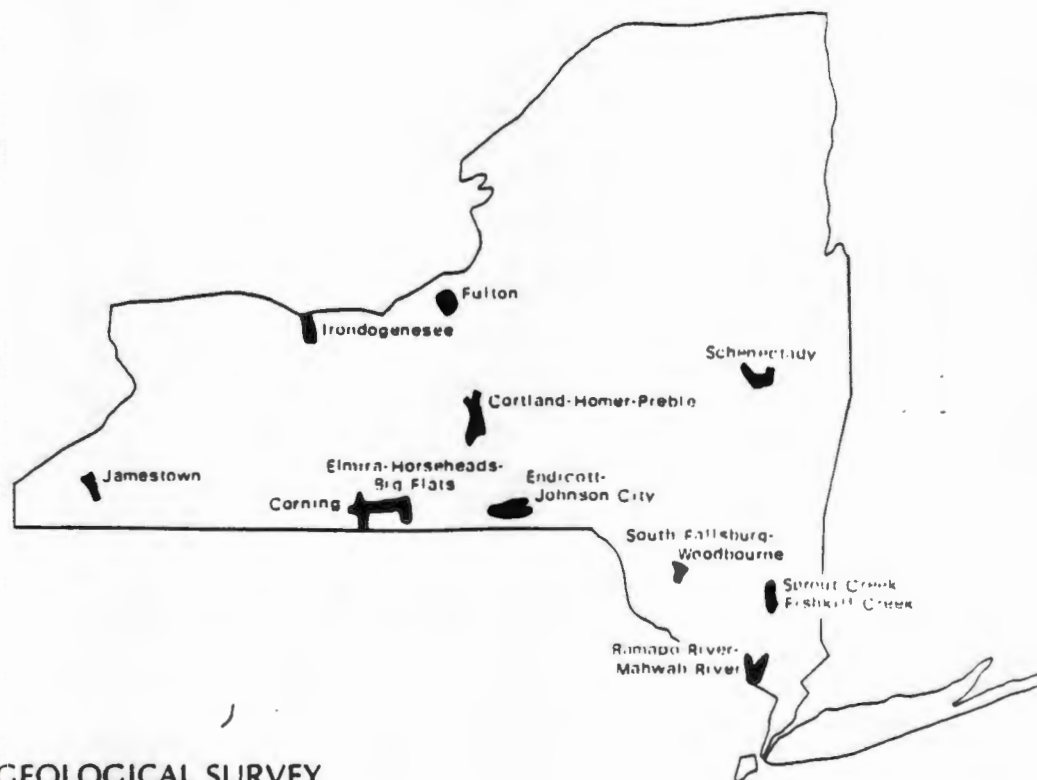 Fulton
Irondogenesee
Schenectady
Cortland-Homer-Preble
Jamestown
Elmira-Horseheads-
Big Flats
Corning
Endicott-
Johnson City
South Fallsburg-
Woodbourne
Sprout Creek
Fishkill Creek
Ramapo River-
Mahwah River
GEOLOGICAL SURVEY